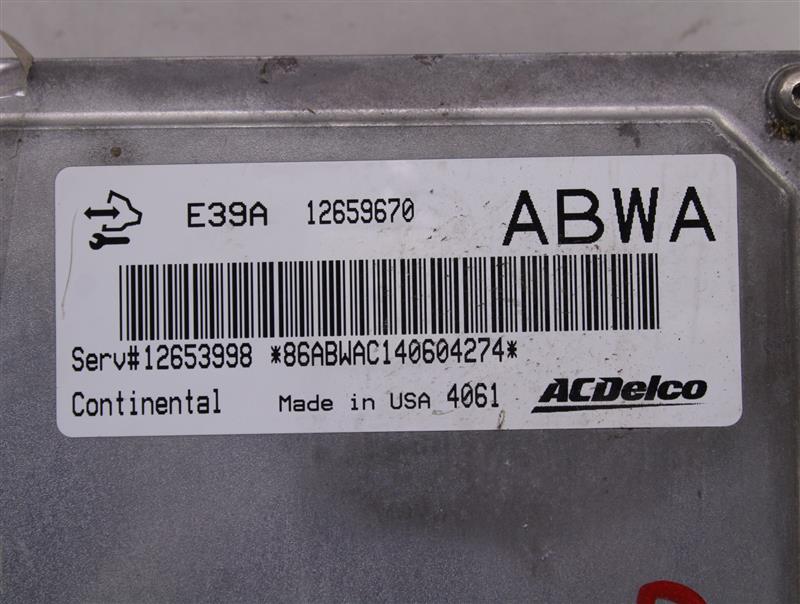 E39A 12659670 ABWA
Serv#12653998 *86ABWAC140604274*
Continental Made in USA 4061 ACDelco